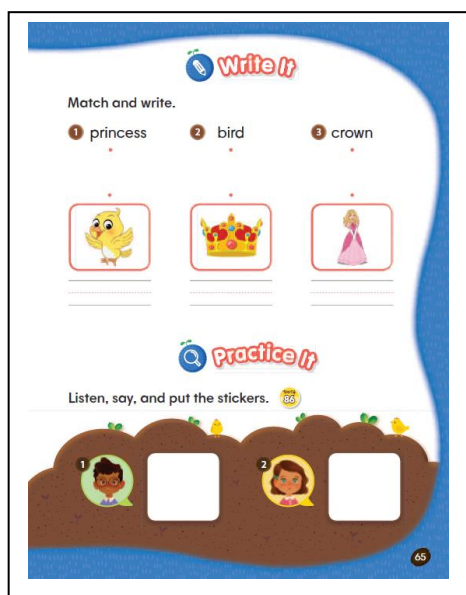 Write It
Match and write.
1 princess 2 bird 3 crown
Practice It
Listen, say, and put the stickers. Track 86
1 2
65